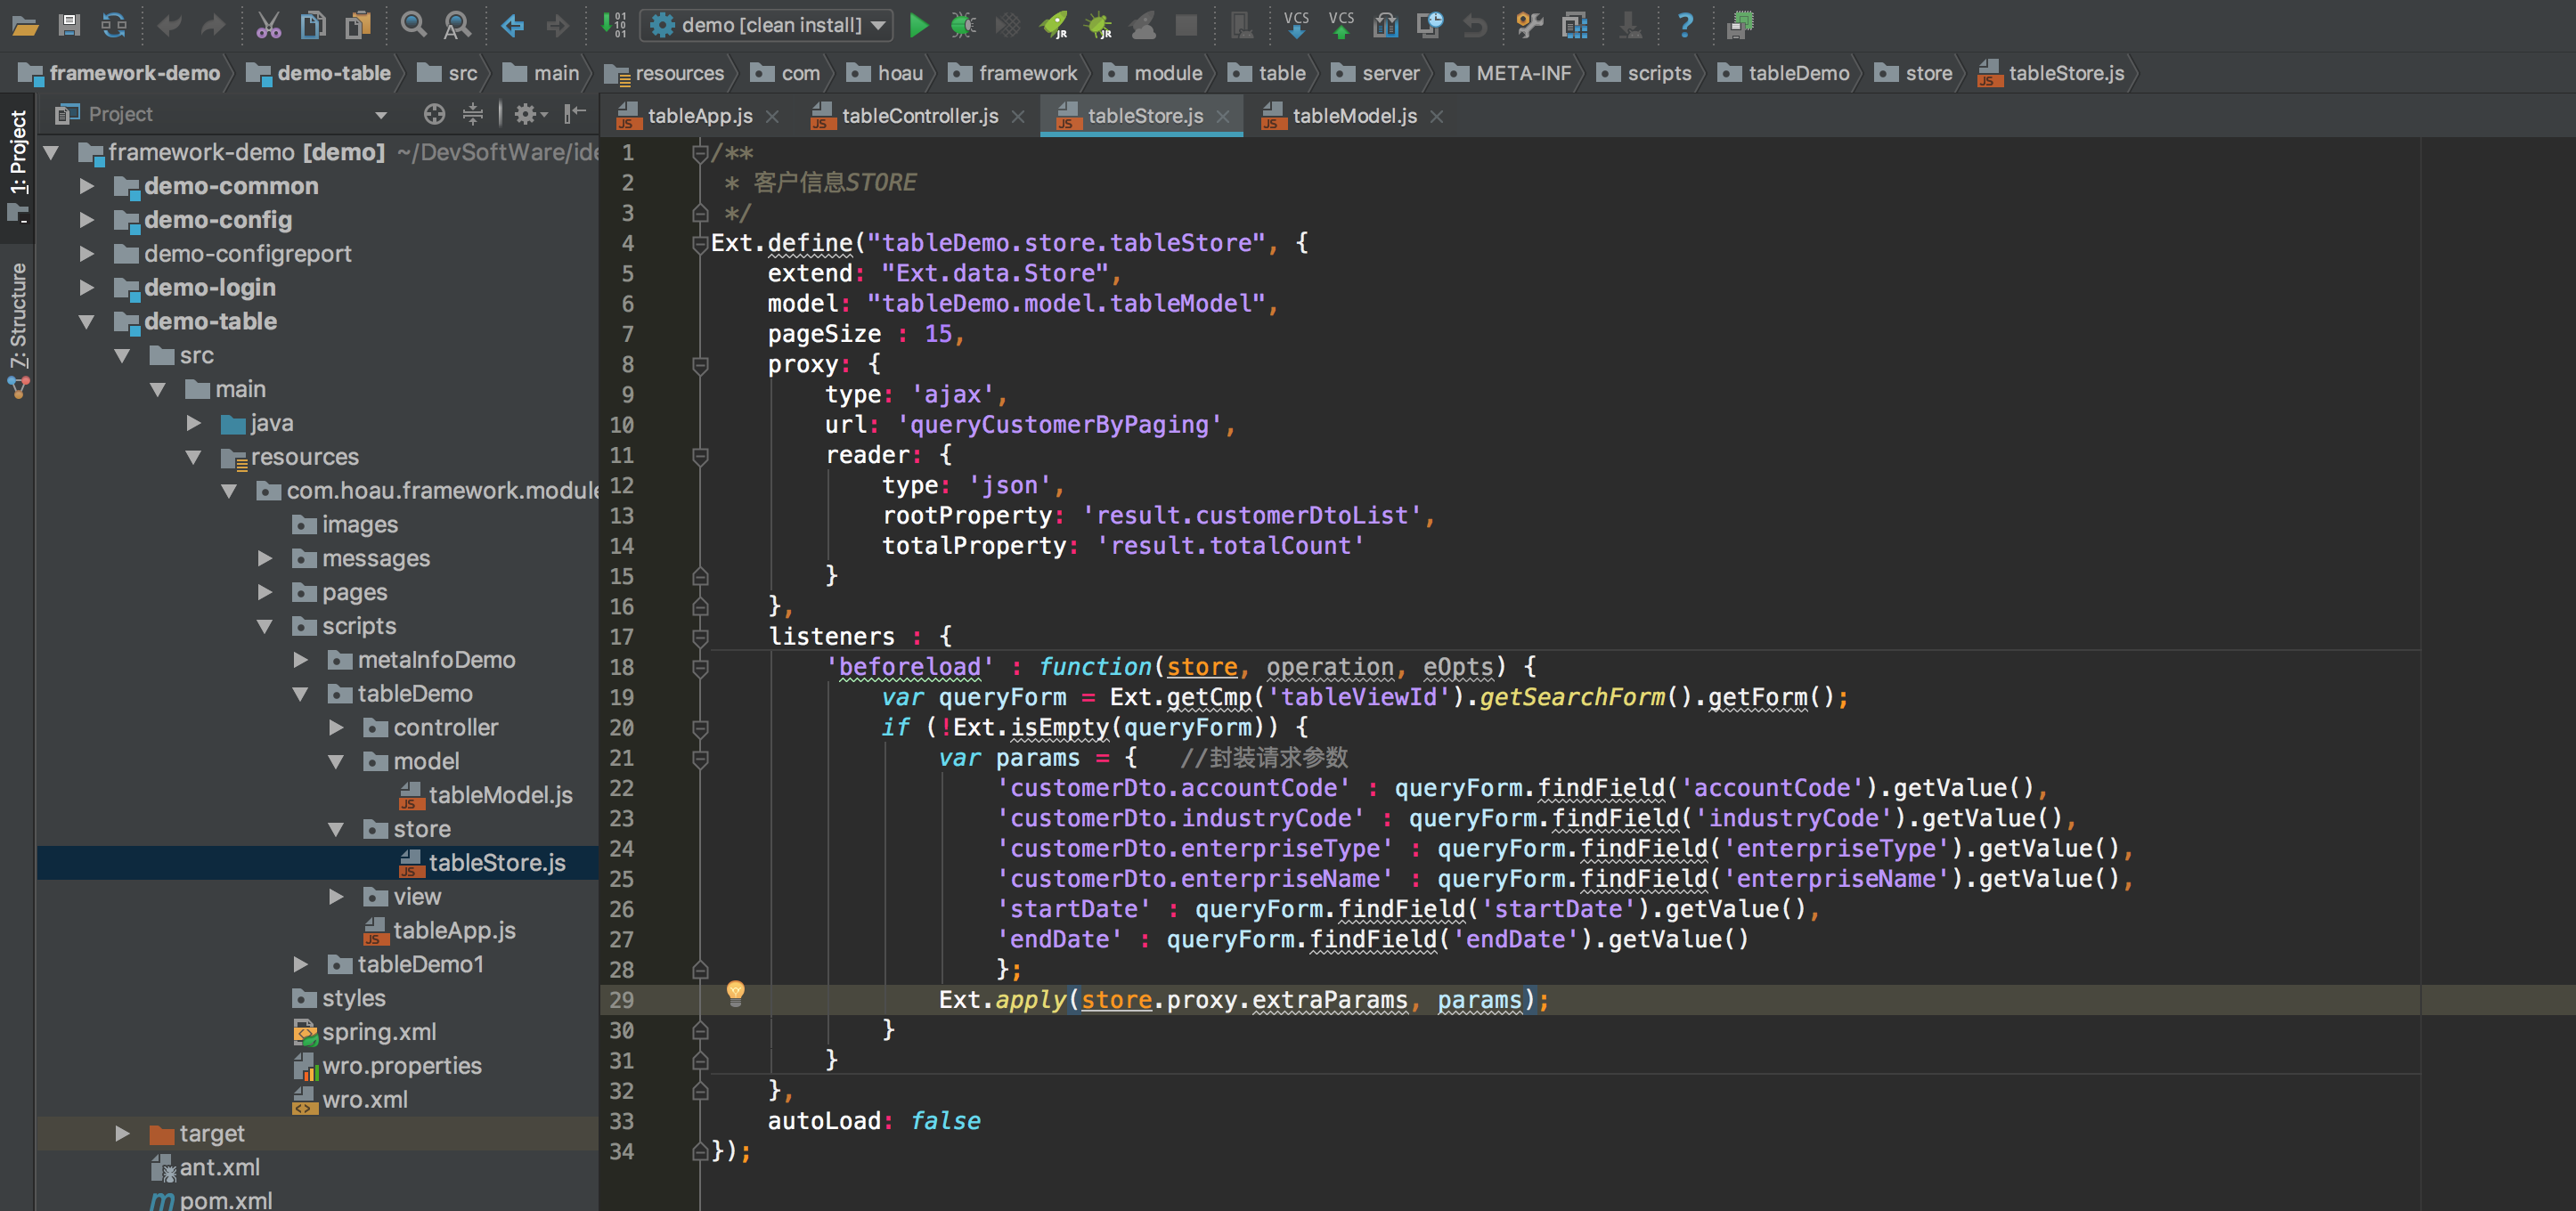 demo [clean install]
VCS VCS
framework-demo demo-table src main resources com hoau framework module table server META-INF scripts tableDemo store tableStore.js
1: Project
Z: Structure
Project
framework-demo [demo] ~/DevSoftWare/ide
demo-common
demo-config
demo-configreport
demo-login
demo-table
src
main
java
resources
com.hoau.framework.module
images
messages
pages
scripts
metaInfoDemo
tableDemo
controller
model
tableModel.js
store
tableStore.js
view
tableApp.js
tableDemo1
styles
spring.xml
wro.properties
wro.xml
target
ant.xml
pom.xml
tableApp.js tableController.js tableStore.js tableModel.js
1 /**
2 * 客户信息STORE
3 */
4 Ext.define("tableDemo.store.tableStore", {
5 extend: "Ext.data.Store",
6 model: "tableDemo.model.tableModel",
7 pageSize : 15,
8 proxy: {
9 type: 'ajax',
10 url: 'queryCustomerByPaging',
11 reader: {
12 type: 'json',
13 rootProperty: 'result.customerDtoList',
14 totalProperty: 'result.totalCount'
15 }
16 },
17 listeners : {
18 'beforeload' : function(store, operation, eOpts) {
19 var queryForm = Ext.getCmp('tableViewId').getSearchForm().getForm();
20 if (!Ext.isEmpty(queryForm)) {
21 var params = { //封装请求参数
22 'customerDto.accountCode' : queryForm.findField('accountCode').getValue(),
23 'customerDto.industryCode' : queryForm.findField('industryCode').getValue(),
24 'customerDto.enterpriseType' : queryForm.findField('enterpriseType').getValue(),
25 'customerDto.enterpriseName' : queryForm.findField('enterpriseName').getValue(),
26 'startDate' : queryForm.findField('startDate').getValue(),
27 'endDate' : queryForm.findField('endDate').getValue()
28 };
29 Ext.apply(store.proxy.extraParams, params);
30 }
31 }
32 },
33 autoLoad: false
34 });